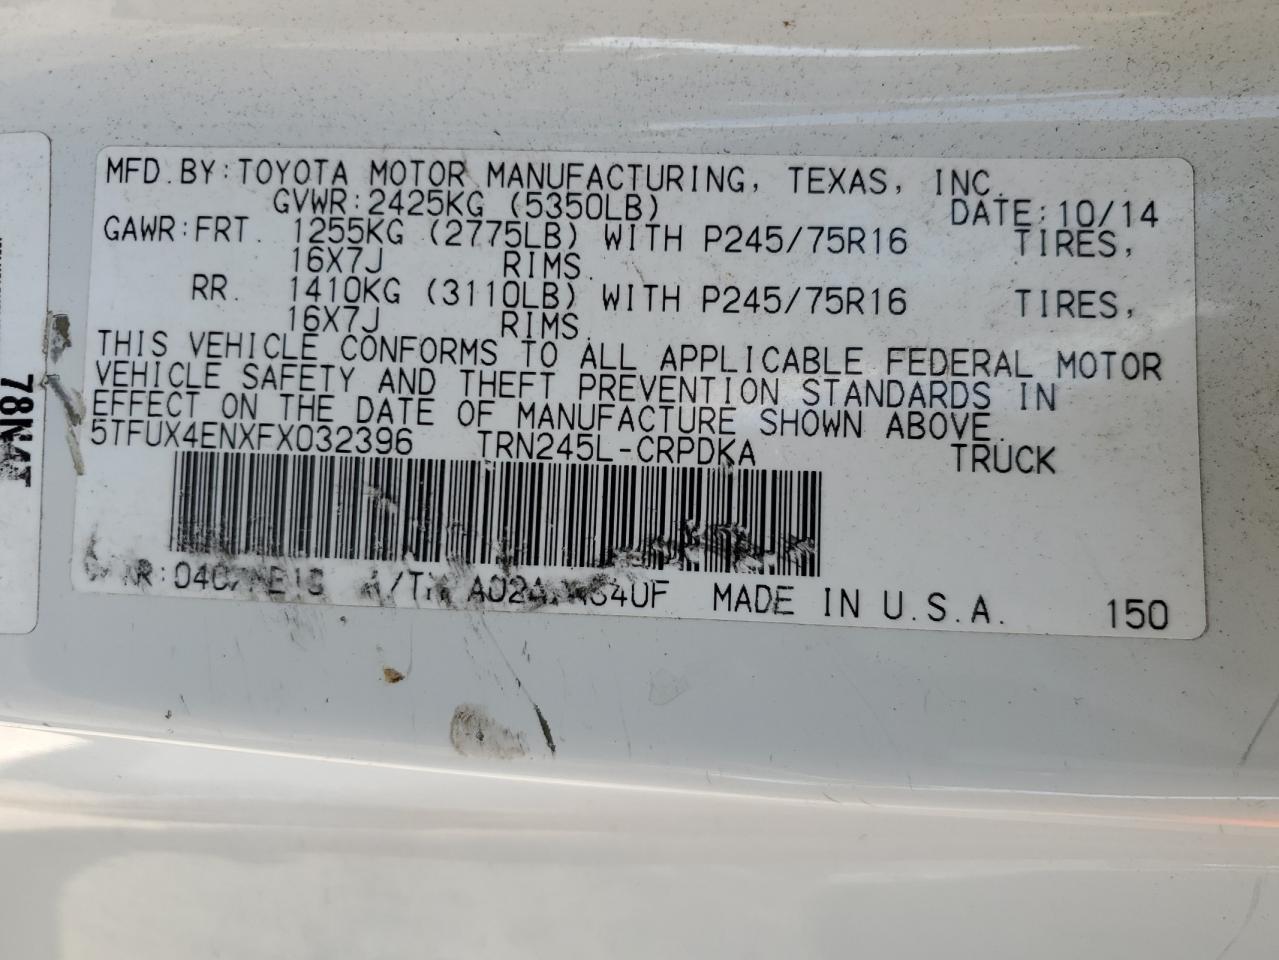 MFD. BY: TOYOTA MOTOR MANUFACTURING, TEXAS, INC.
GVWR: 2425KG (5350LB) DATE: 10/14
GAWR: FRT. 1255KG (2775LB) WITH P245/75R16 TIRES,
16X7J RIMS.
RR. 1410KG (3110LB) WITH P245/75R16 TIRES,
16X7J RIMS.
THIS VEHICLE CONFORMS TO ALL APPLICABLE FEDERAL MOTOR
VEHICLE SAFETY AND THEFT PREVENTION STANDARDS IN
EFFECT ON THE DATE OF MANUFACTURE SHOWN ABOVE.
5TFUX4ENXFX032396 TRN245L-CRPDKA TRUCK
MADE IN U.S.A. 150